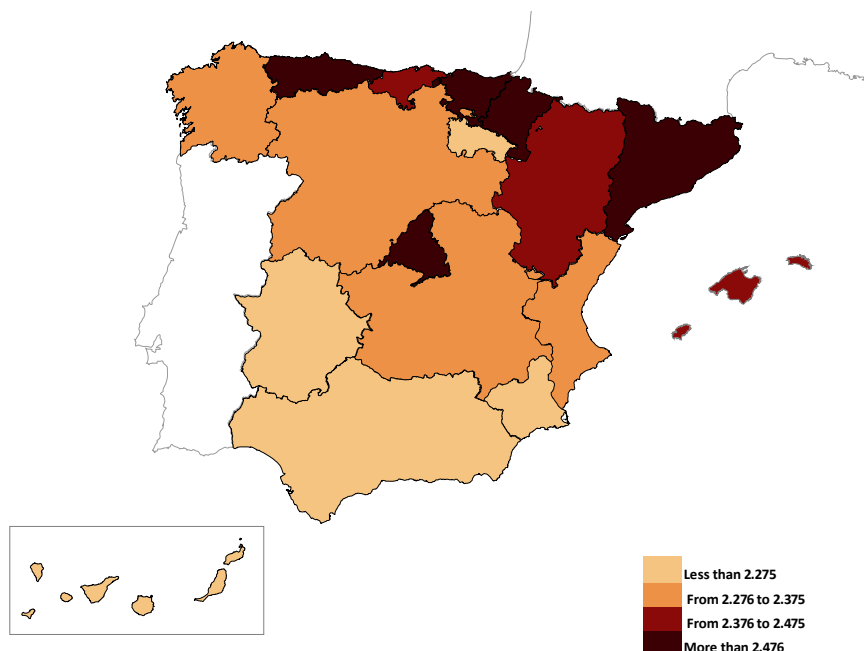 Less than 2.275
From 2.276 to 2.375
From 2.376 to 2.475
More than 2.476